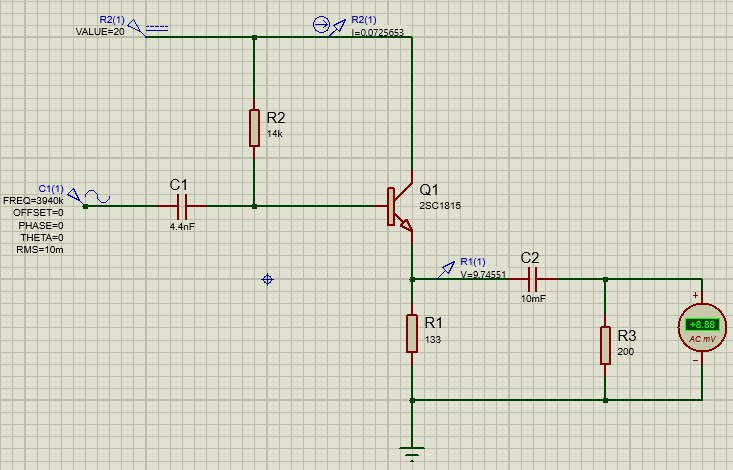 R2(1)
VALUE=20
R2(1)
I=0.0725653
R2
14k
C1(1)
FREQ=3940k
OFFSET=0
PHASE=0
THETA=0
RMS=10m
C1
4.4nF
Q1
2SC1815
R1(1)
V=9.74551
C2
10mF
R1
133
R3
200
+
+8.88
AC mV
−